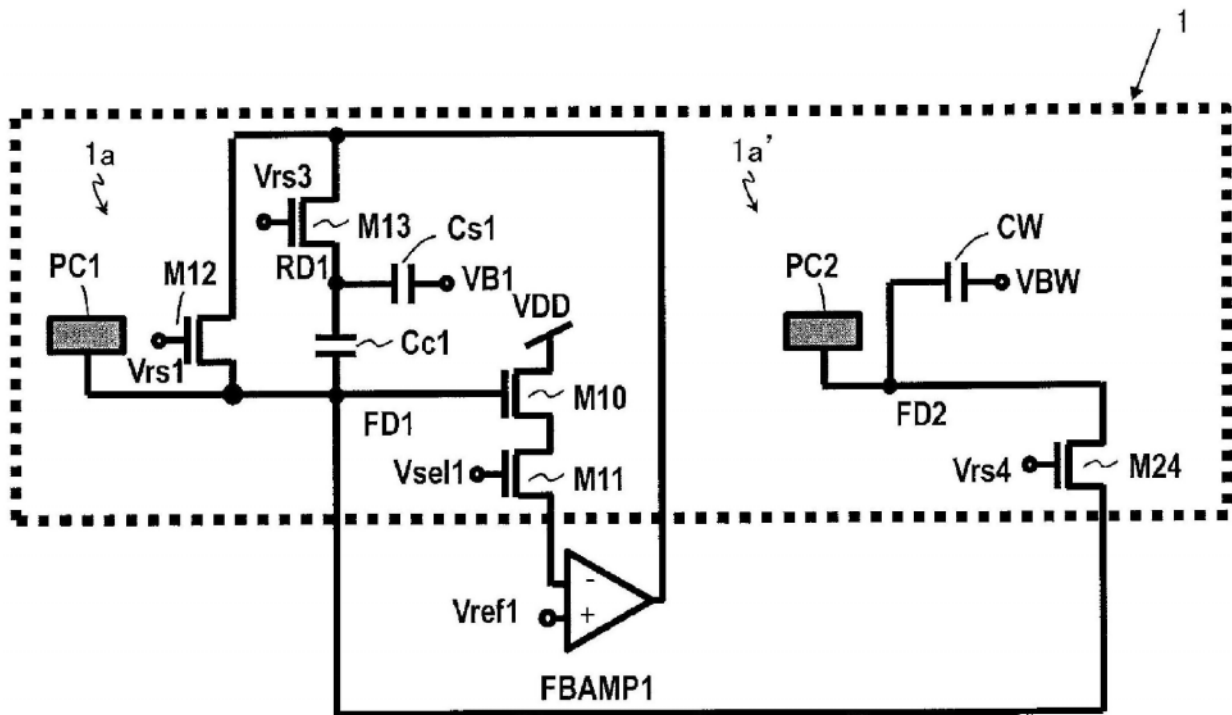 1
1a
1a'
Vrs3
M13
Cs1
CW
PC1
M12
RD1
VB1
PC2
VBW
VDD
Vrs1
Cc1
FD1
M10
FD2
Vsel1
M11
Vrs4
M24
-
Vref1
+
FBAMP1